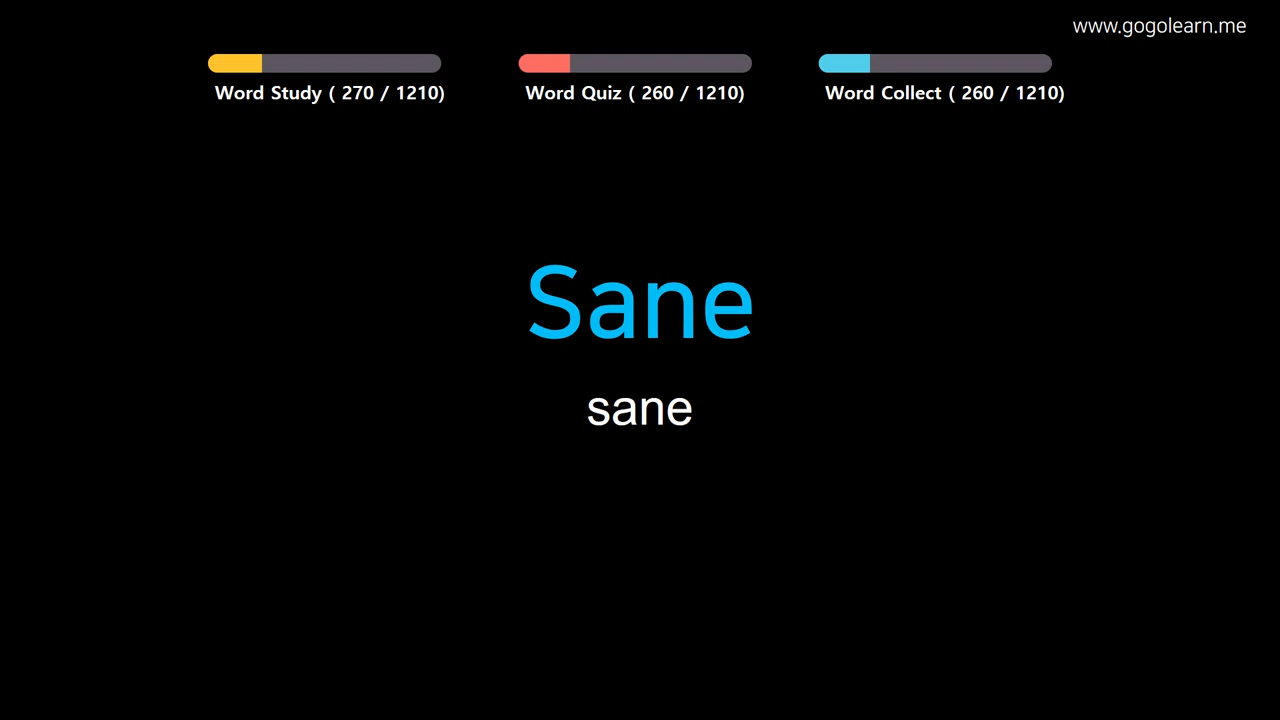 www.gogolearn.me
Word Study ( 270 / 1210)
Word Quiz ( 260 / 1210)
Word Collect ( 260 / 1210)
Sane
sane